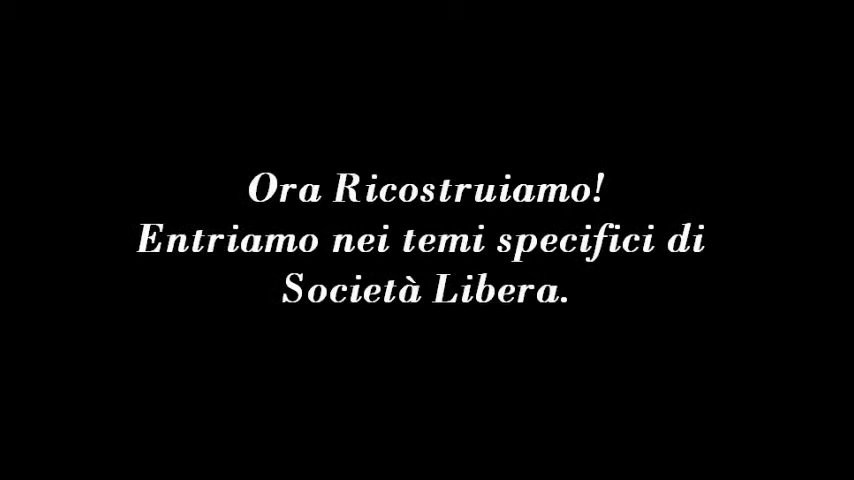 Ora Ricostruiamo!
Entriamo nei temi specifici di
Società Libera.